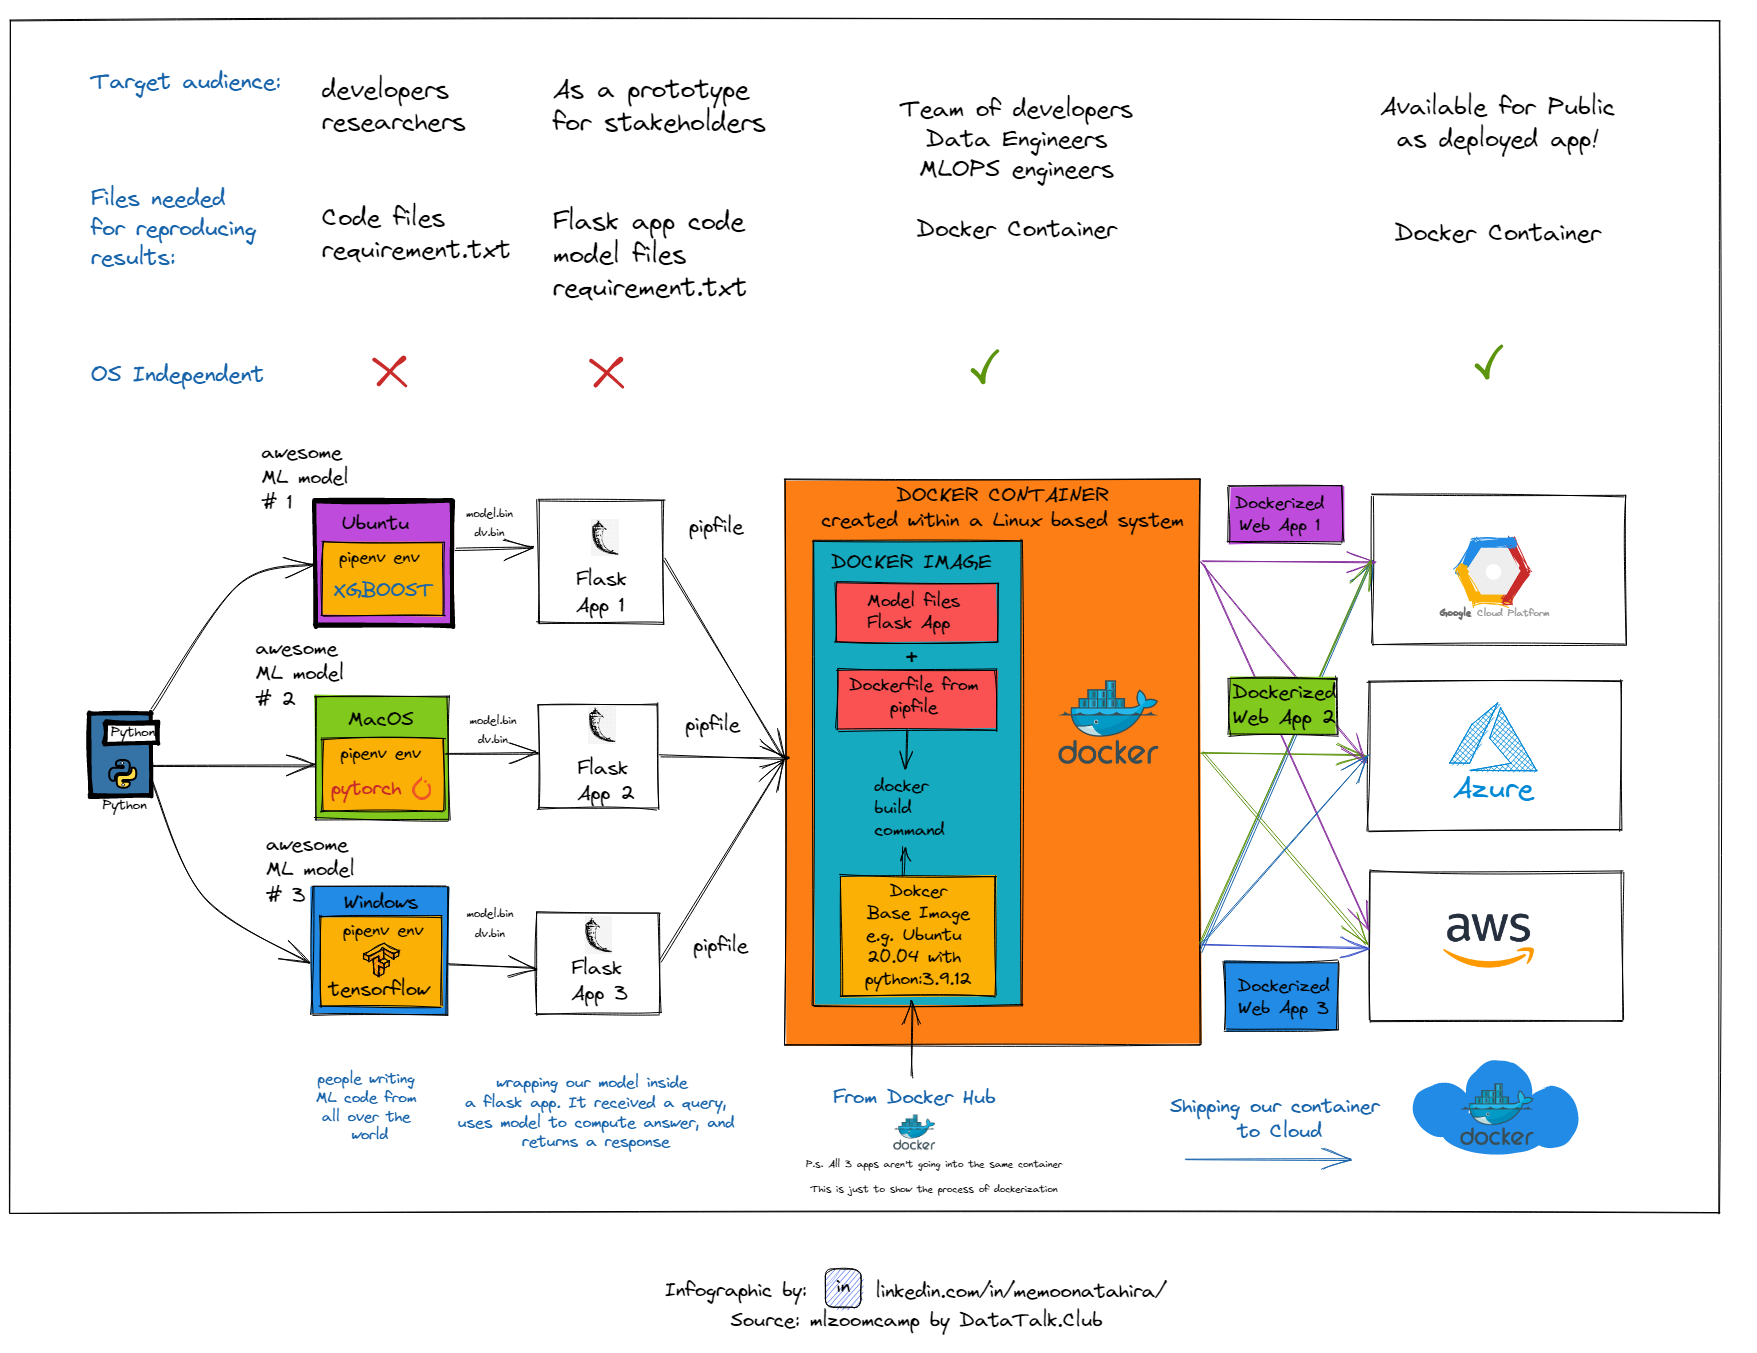 Target audience:
developers
researchers
As a prototype
for stakeholders
Team of developers
Data Engineers
MLOPS engineers
Available for Public
as deployed app!
Files needed
for reproducing
results:
Code files
requirement.txt
Flask app code
model files
requirement.txt
Docker Container
Docker Container
OS Independent
awesome
ML model
# 1
Ubuntu
pipenv env
XGBOOST
model.bin
dv.bin
Flask
App 1
pipfile
awesome
ML model
# 2
MacOS
pipenv env
pytorch
model.bin
dv.bin
Flask
App 2
pipfile
Python
Python
awesome
ML model
# 3
Windows
pipenv env
tensorflow
model.bin
dv.bin
Flask
App 3
pipfile
DOCKER CONTAINER
created within a Linux based system
DOCKER IMAGE
Model files
Flask App
+
Dockerfile from
pipfile
docker
build
command
Dokcer
Base Image
e.g. Ubuntu
20.04 with
python:3.9.12
docker
Dockerized
Web App 1
Dockerized
Web App 2
Dockerized
Web App 3
Google Cloud Platform
Azure
aws
people writing
ML code from
all over the
world
wrapping our model inside
a flask app. It received a query,
uses model to compute answer, and
returns a response
From Docker Hub
docker
P.s. All 3 apps aren't going into the same container
This is just to show the process of dockerization
Shipping our container
to Cloud
docker
Infographic by: in linkedin.com/in/memoonatahira/
Source: mlzoomcamp by DataTalk.Club